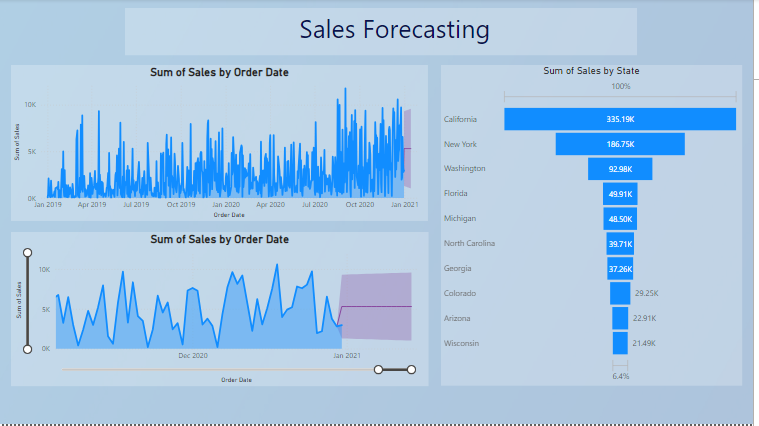 Sales Forecasting
Sum of Sales by Order Date
Sum of Sales
10K
5K
0K
Jan 2019 Apr 2019 Jul 2019 Oct 2019 Jan 2020 Apr 2020 Jul 2020 Oct 2020 Jan 2021
Order Date
Sum of Sales by Order Date
Sum of Sales
10K
5K
0K
Dec 2020 Jan 2021
Order Date
Sum of Sales by State
100%
California 335.19K
New York 186.75K
Washington 92.98K
Florida 49.91K
Michigan 48.50K
North Carolina 39.71K
Georgia 37.26K
Colorado 29.25K
Arizona 22.91K
Wisconsin 21.49K
6.4%